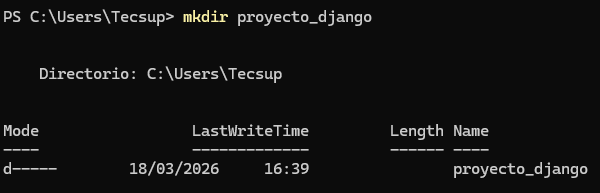 PS C:\Users\Tecsup> mkdir proyecto_django
Directorio: C:\Users\Tecsup
Mode LastWriteTime Length Name
---- ------------- ------ ----
d----- 18/03/2026 16:39 proyecto_django